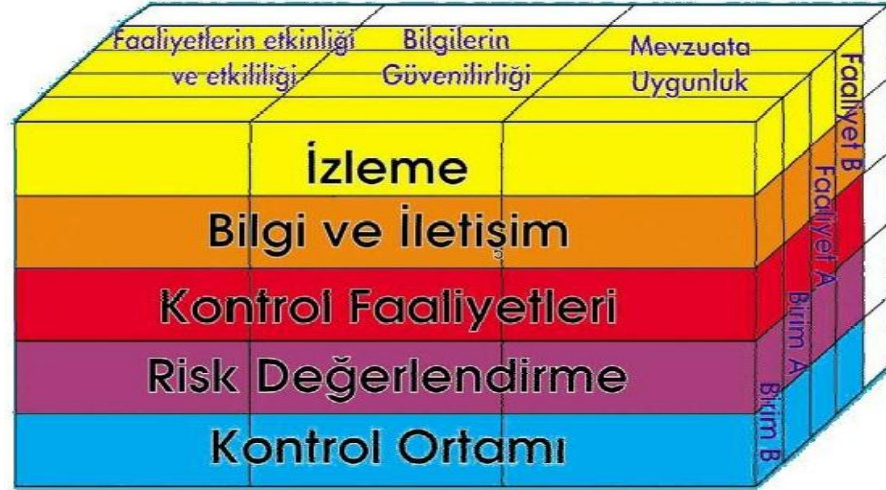 Faaliyetlerin etkinliği
ve etkililiği
Bilgilerin
Güvenilirliği
Mevzuata
Uygunluk
İzleme
Bilgi ve İletişim
Kontrol Faaliyetleri
Risk Değerlendirme
Kontrol Ortamı
Birim B
Birim A
Faaliyet A
Faaliyet B